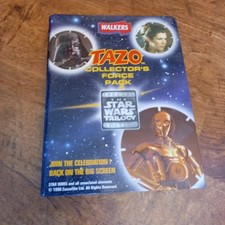 WALKERS
TAZO
COLLECTOR'S
FORCE
PACK
THE
STAR
WARS
TRILOGY
JOIN THE CELEBRATION!
BACK ON THE BIG SCREEN
STAR WARS and all associated elements
© 1996 Lucasfilm Ltd. All Rights Reserved.